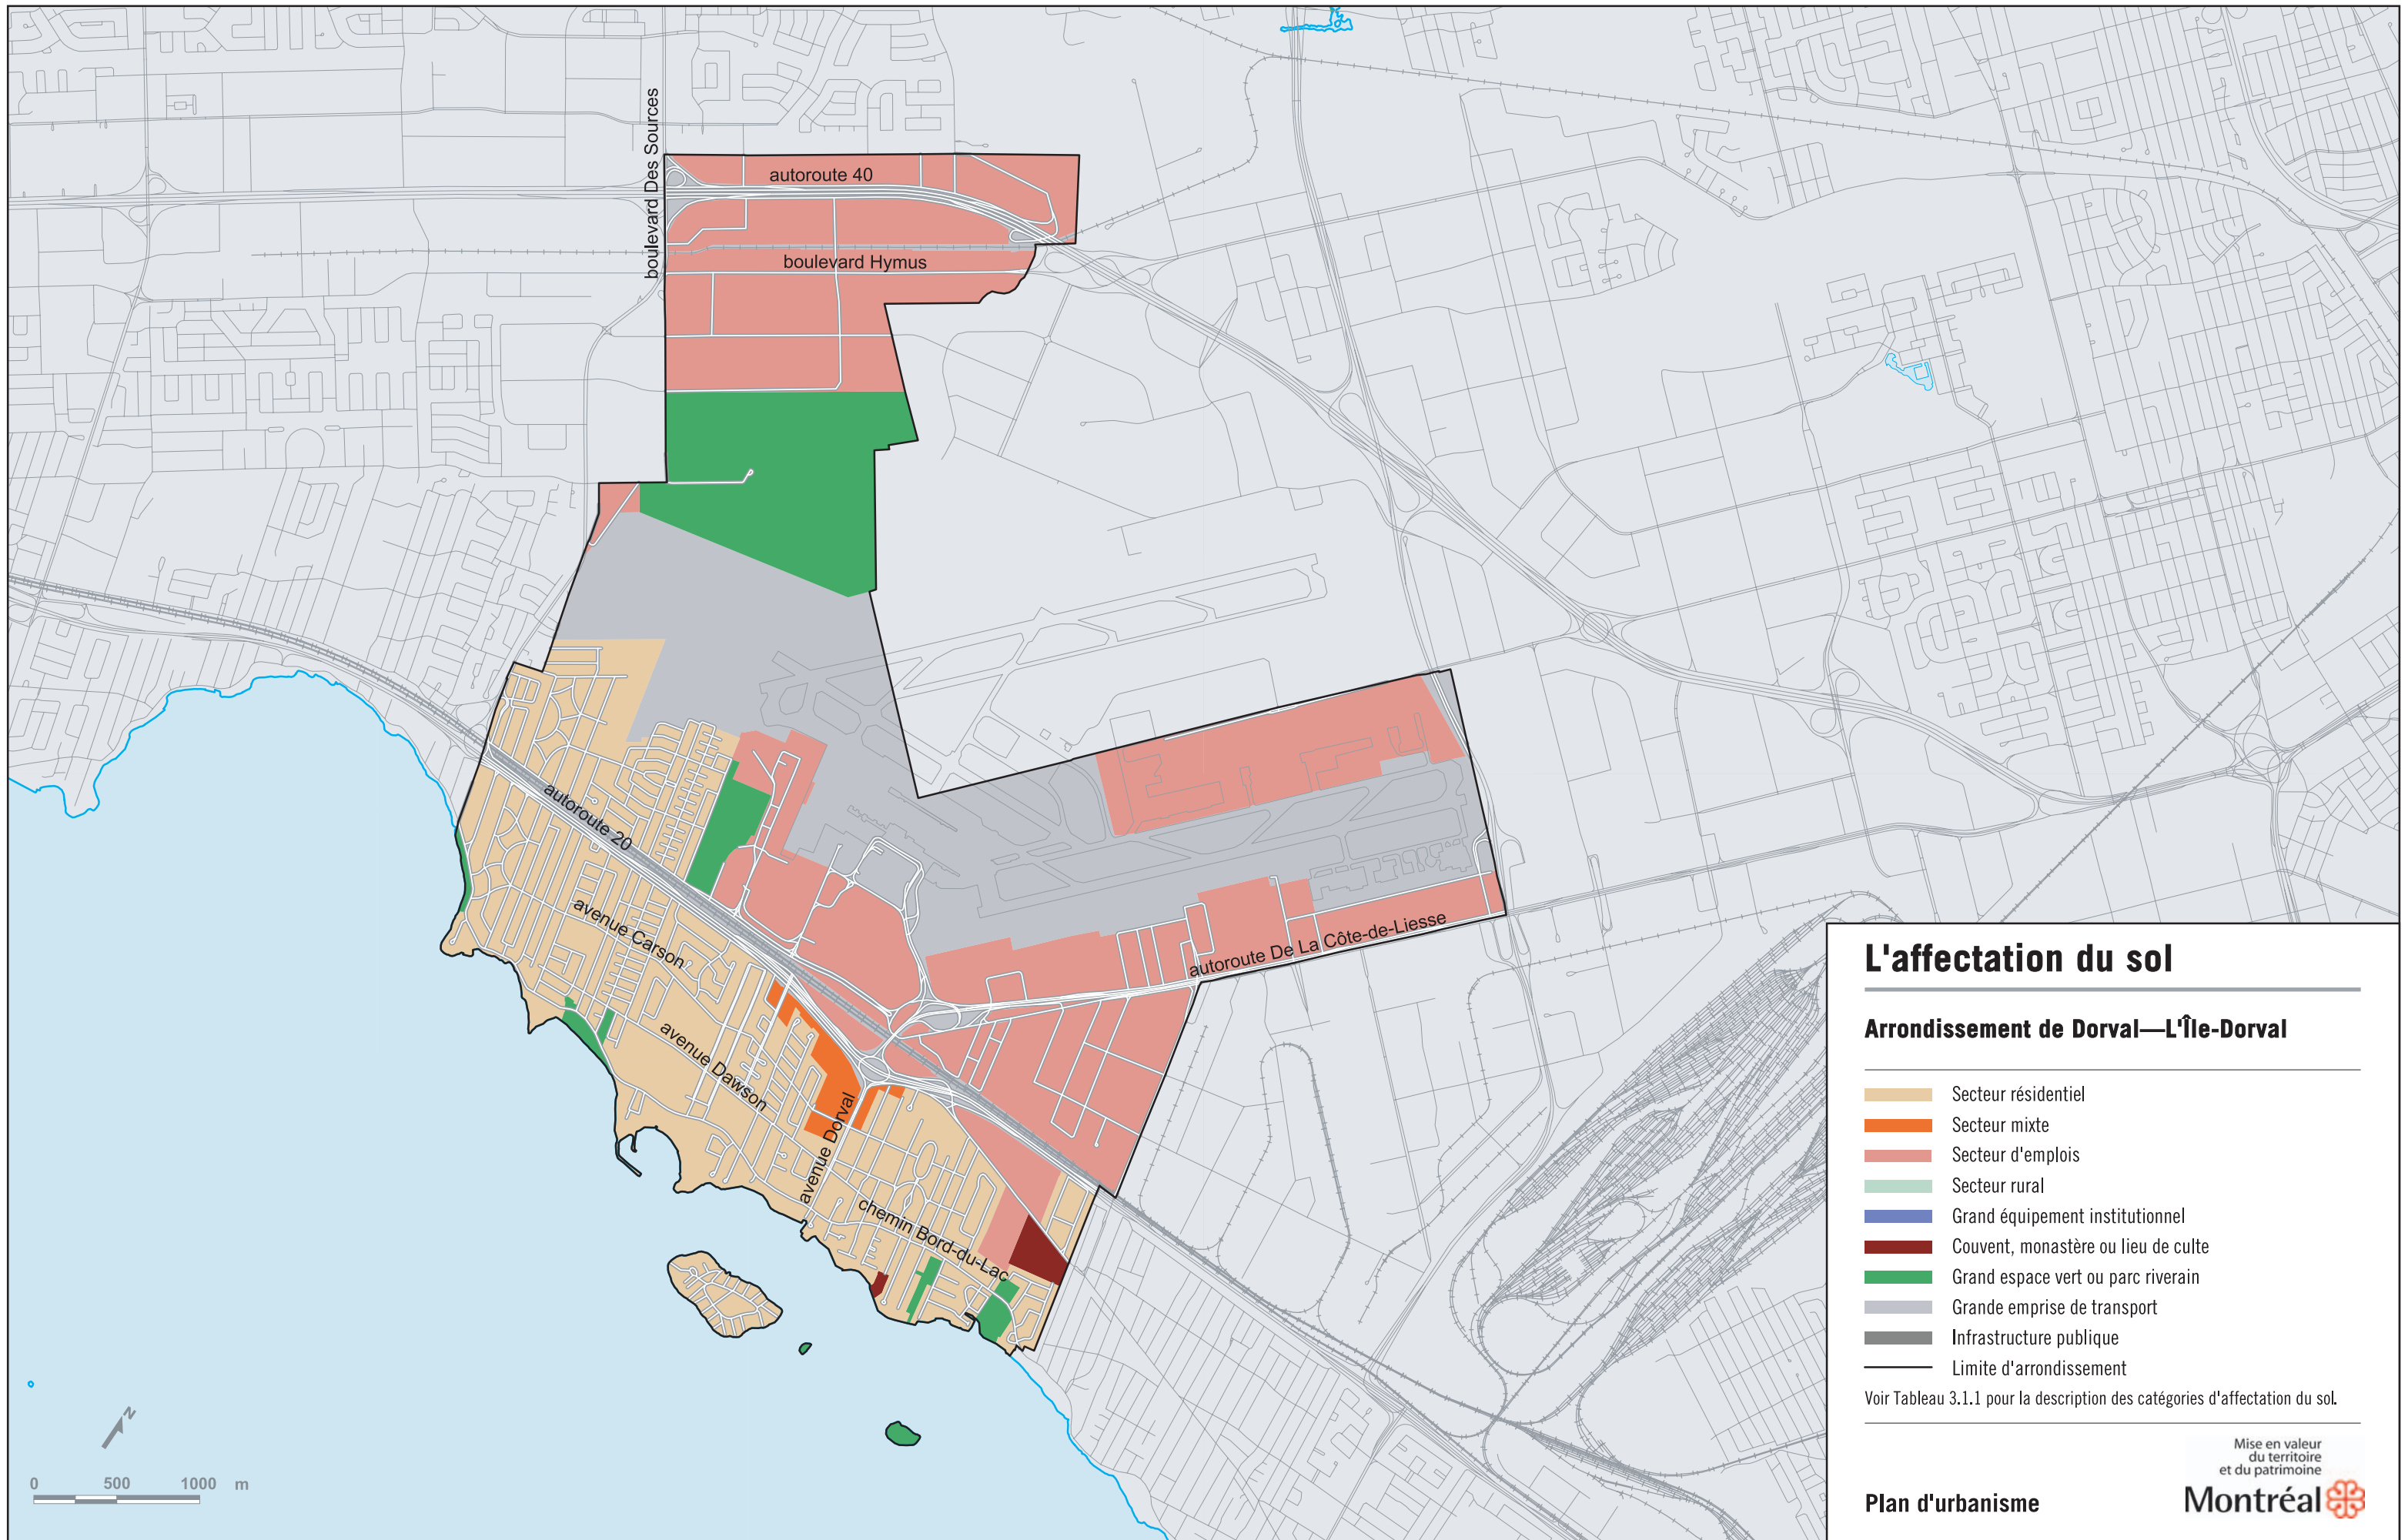 boulevard Des Sources
autoroute 40
boulevard Hymus
autoroute 20
avenue Carson
avenue Dawson
avenue Dorval
chemin Bord-du-Lac
autoroute De La Côte-de-Liesse
N
0 500 1000 m
L'affectation du sol
Arrondissement de Dorval—L'Île-Dorval
Secteur résidentiel
Secteur mixte
Secteur d'emplois
Secteur rural
Grand équipement institutionnel
Couvent, monastère ou lieu de culte
Grand espace vert ou parc riverain
Grande emprise de transport
Infrastructure publique
Limite d'arrondissement
Voir Tableau 3.1.1 pour la description des catégories d'affectation du sol.
Mise en valeur
du territoire
et du patrimoine
Plan d'urbanisme
Montréal